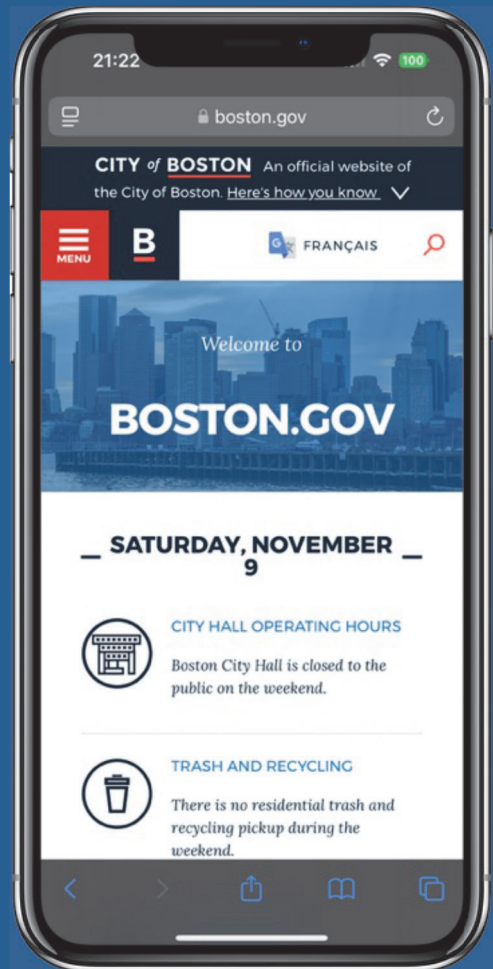 21:22
100
boston.gov
CITY of BOSTON An official website of
the City of Boston. Here's how you know
MENU
B
G
FRANÇAIS
Welcome to
BOSTON.GOV
SATURDAY, NOVEMBER
9
CITY HALL OPERATING HOURS
Boston City Hall is closed to the
public on the weekend.
TRASH AND RECYCLING
There is no residential trash and
recycling pickup during the
weekend.